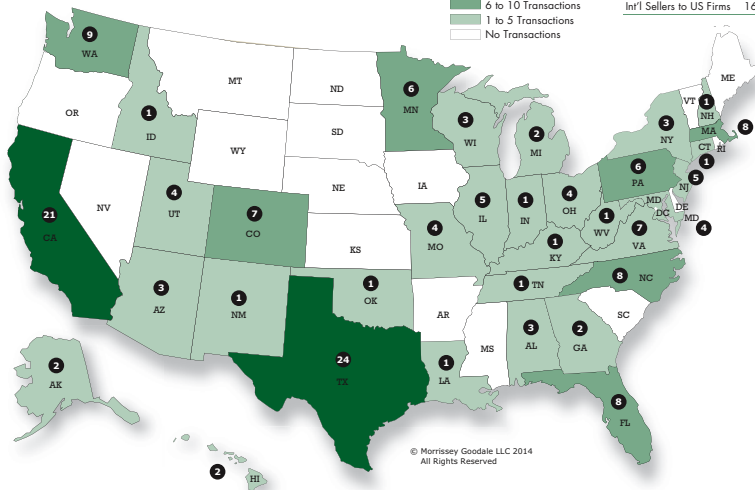 6 to 10 Transactions
1 to 5 Transactions
No Transactions
Int'l Sellers to US Firms 16
9
WA
MT
ND
6
MN
ME
VT
1
NH
8
MA
OR
1
ID
SD
3
WI
2
MI
3
NY
CT
RI
1
WY
6
PA
5
NJ
NE
IA
4
UT
7
CO
5
IL
1
IN
4
OH
MD
DE
DC
MD
4
21
CA
NV
KS
4
MO
1
WV
7
VA
1
KY
3
AZ
1
NM
1
OK
1
TN
8
NC
AR
SC
MS
3
AL
2
GA
24
TX
1
LA
2
AK
8
FL
© Morrissey Goodale LLC 2014
All Rights Reserved
2
HI